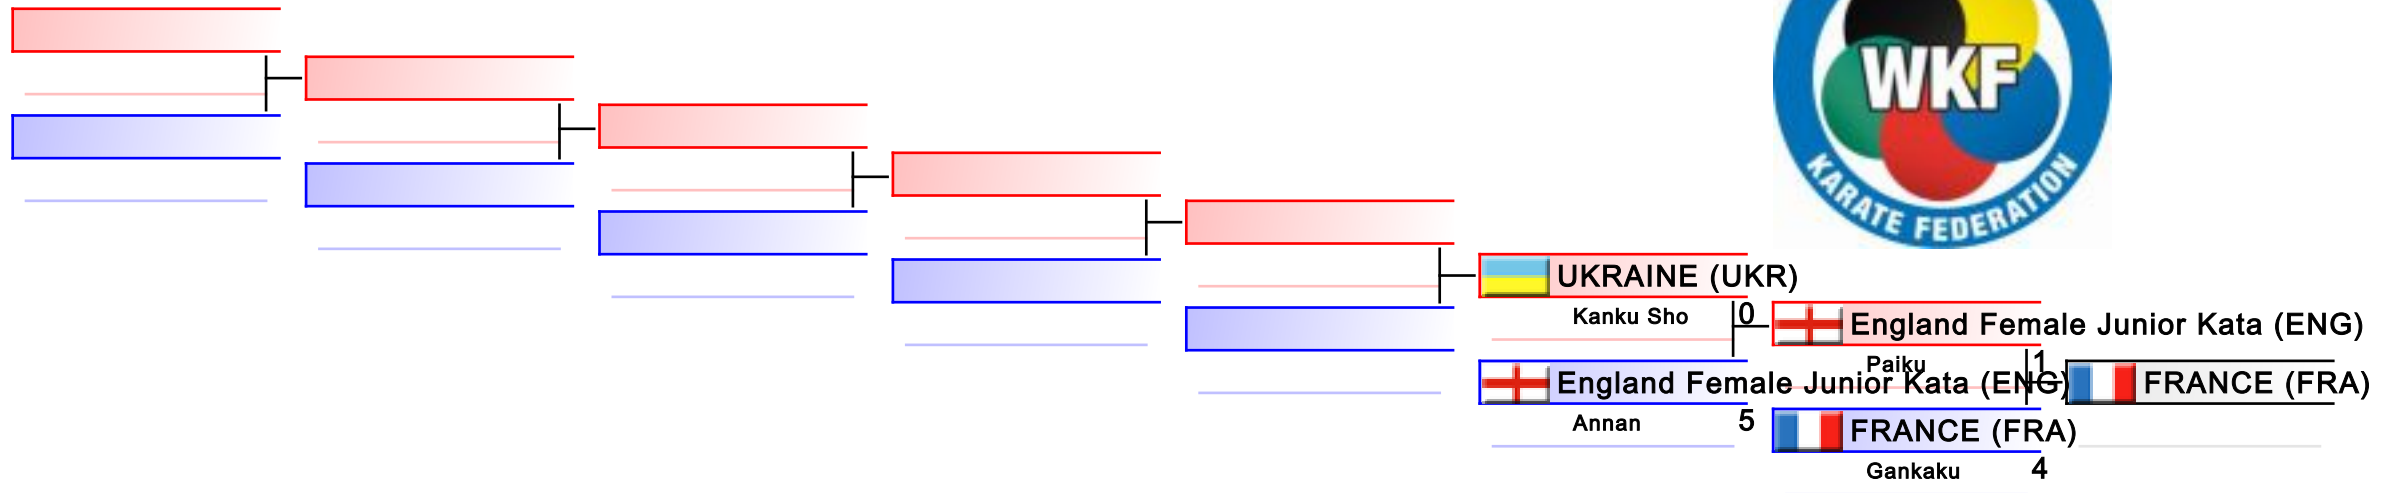 WKF
KARATE FEDERATION
UKRAINE (UKR)
Kanku Sho
0
England Female Junior Kata (ENG)
Annan
5
England Female Junior Kata (ENG)
Paiku
1
FRANCE (FRA)
Gankaku
4
FRANCE (FRA)